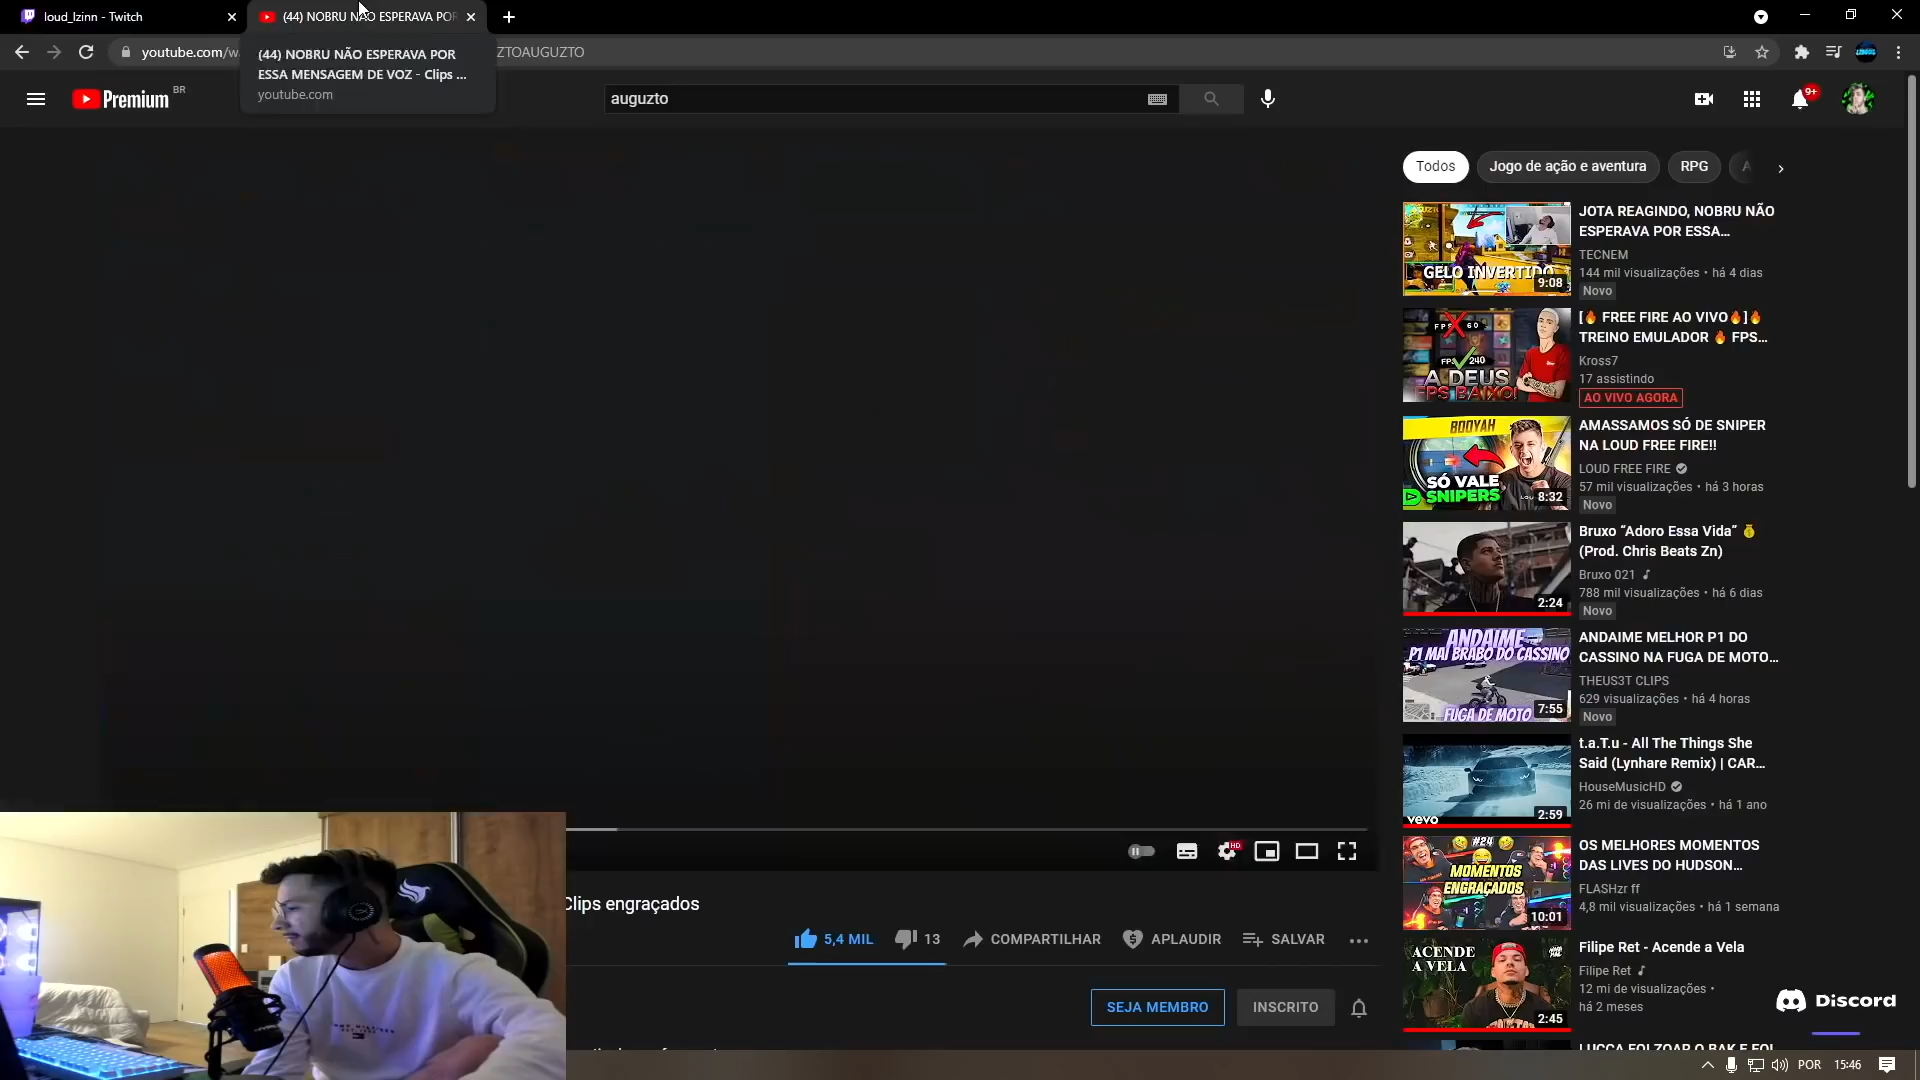 loud_lzinn - Twitch
(44) NOBRU NÃO ESPERAVA POR
youtube.com/w
ZTOAUGUZTO
(44) NOBRU NÃO ESPERAVA POR
ESSA MENSAGEM DE VOZ - Clips ...
youtube.com
Premium
BR
auguzto
9+
Todos
Jogo de ação e aventura
RPG
A
GELO INVERTIDO
9:08
JOTA REAGINDO, NOBRU NÃO
ESPERAVA POR ESSA...
TECNEM
144 mil visualizações • há 4 dias
Novo
FPS 60
FPS 240
A DEUS
FPS BAIXO!
[🔥 FREE FIRE AO VIVO🔥]🔥
TREINO EMULADOR 🔥 FPS...
Kross7
17 assistindo
AO VIVO AGORA
BOOYAH
SÓ VALE
SNIPERS
8:32
AMASSAMOS SÓ DE SNIPER
NA LOUD FREE FIRE!!
LOUD FREE FIRE
57 mil visualizações • há 3 horas
Novo
2:24
Bruxo “Adoro Essa Vida” 💰
(Prod. Chris Beats Zn)
Bruxo 021
788 mil visualizações • há 6 dias
Novo
ANDAIME
P1 MAI BRABO DO CASSINO
FUGA DE MOTO
7:55
ANDAIME MELHOR P1 DO
CASSINO NA FUGA DE MOTO...
THEUS3T CLIPS
629 visualizações • há 4 horas
Novo
vevo
2:59
t.a.T.u - All The Things She
Said (Lynhare Remix) | CAR...
HouseMusicHD
26 mi de visualizações • há 1 ano
#24
MOMENTOS
ENGRAÇADOS
10:01
OS MELHORES MOMENTOS
DAS LIVES DO HUDSON...
FLASHzr ff
4,8 mil visualizações • há 1 semana
ACENDE
A VELA
2:45
Filipe Ret - Acende a Vela
Filipe Ret
12 mi de visualizações •
há 2 meses
LUCCA FOI ZOAR O BAK E FOI
HD
Clips engraçados
5,4 MIL
13
COMPARTILHAR
APLAUDIR
SALVAR
SEJA MEMBRO
INSCRITO
Discord
POR
15:46